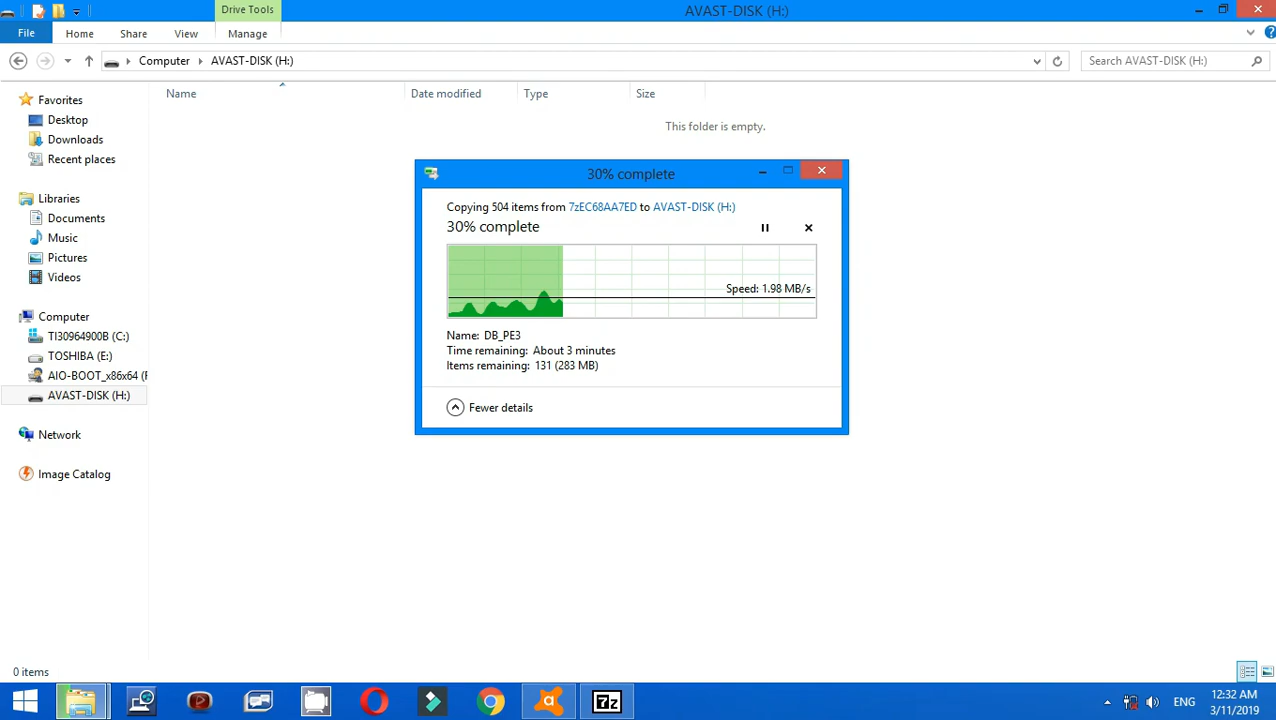 Drive Tools
AVAST-DISK (H:)
File Home Share View Manage
Computer AVAST-DISK (H:)
Search AVAST-DISK (H:)
Name Date modified Type Size
This folder is empty.
Favorites
Desktop
Downloads
Recent places
Libraries
Documents
Music
Pictures
Videos
Computer
TI30964900B (C:)
TOSHIBA (E:)
AIO-BOOT_x86x64 (F
AVAST-DISK (H:)
Network
Image Catalog
30% complete
Copying 504 items from 7zEC68AA7ED to AVAST-DISK (H:)
30% complete
Speed: 1.98 MB/s
Name: DB_PE3
Time remaining: About 3 minutes
Items remaining: 131 (283 MB)
Fewer details
0 items
7z
ENG
12:32 AM
3/11/2019